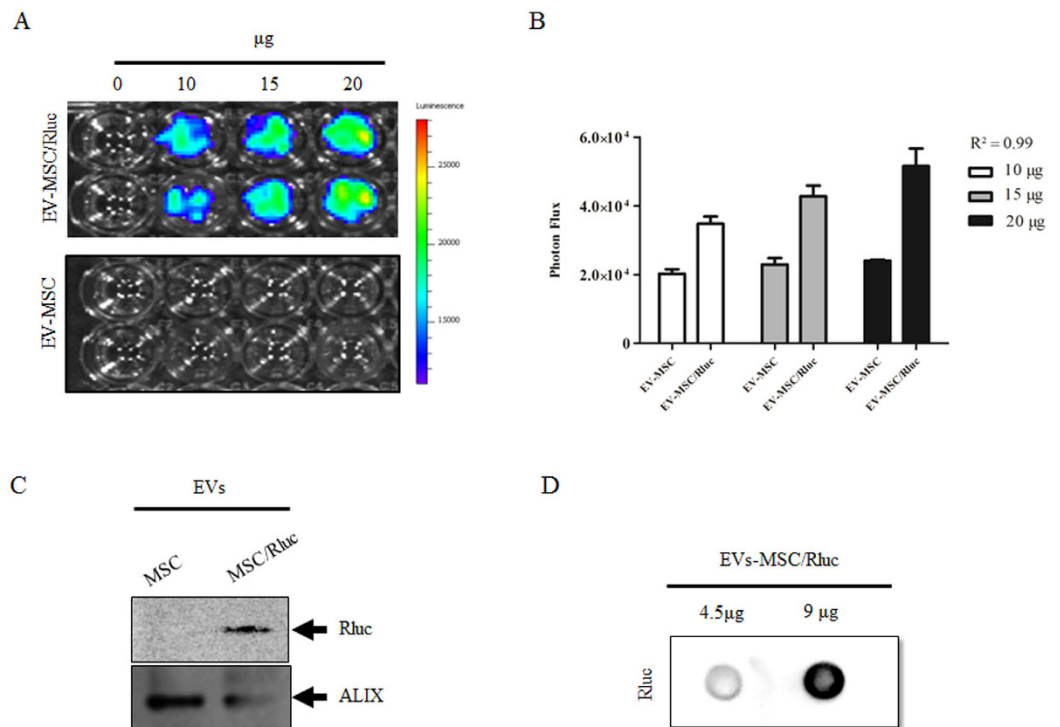 A
µg
0 10 15 20
EV-MSC/Rluc
EV-MSC
Luminescence
25000
20000
15000
B
6.0×10⁴
4.0×10⁴
2.0×10⁴
0
Photon Flux
EV-MSC
EV-MSC/Rluc
EV-MSC
EV-MSC/Rluc
EV-MSC
EV-MSC/Rluc
R² = 0.99
10 µg
15 µg
20 µg
C
EVs
MSC MSC/Rluc
Rluc
ALIX
D
EVs-MSC/Rluc
4.5µg 9 µg
Rluc